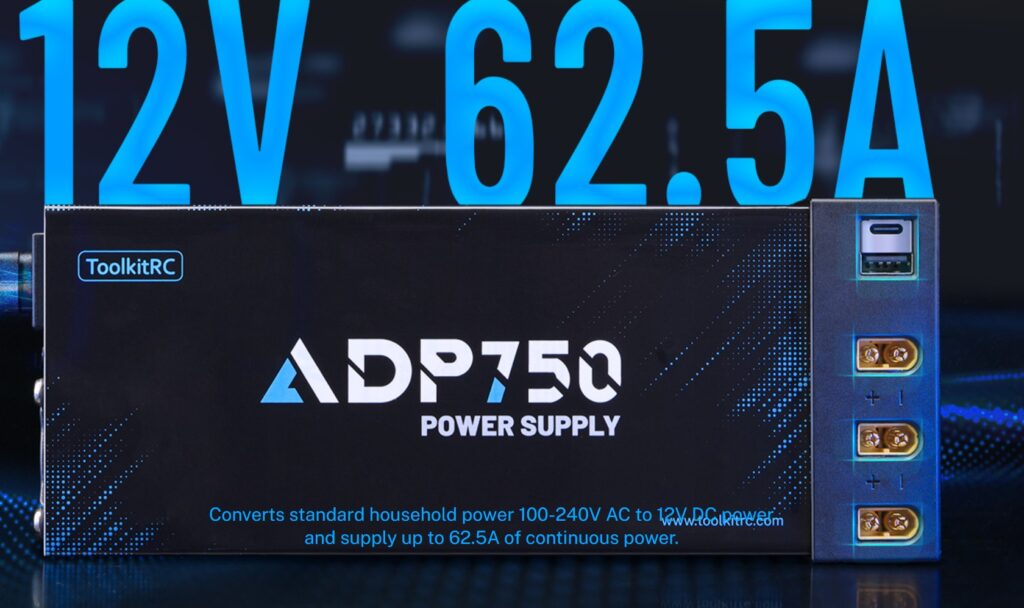 12V 62.5A
ToolkitRC
ADP750
POWER SUPPLY
Converts standard household power 100-240V AC to 12V DC power
www.toolkitrc.com
and supply up to 62.5A of continuous power.
+ -
+ -